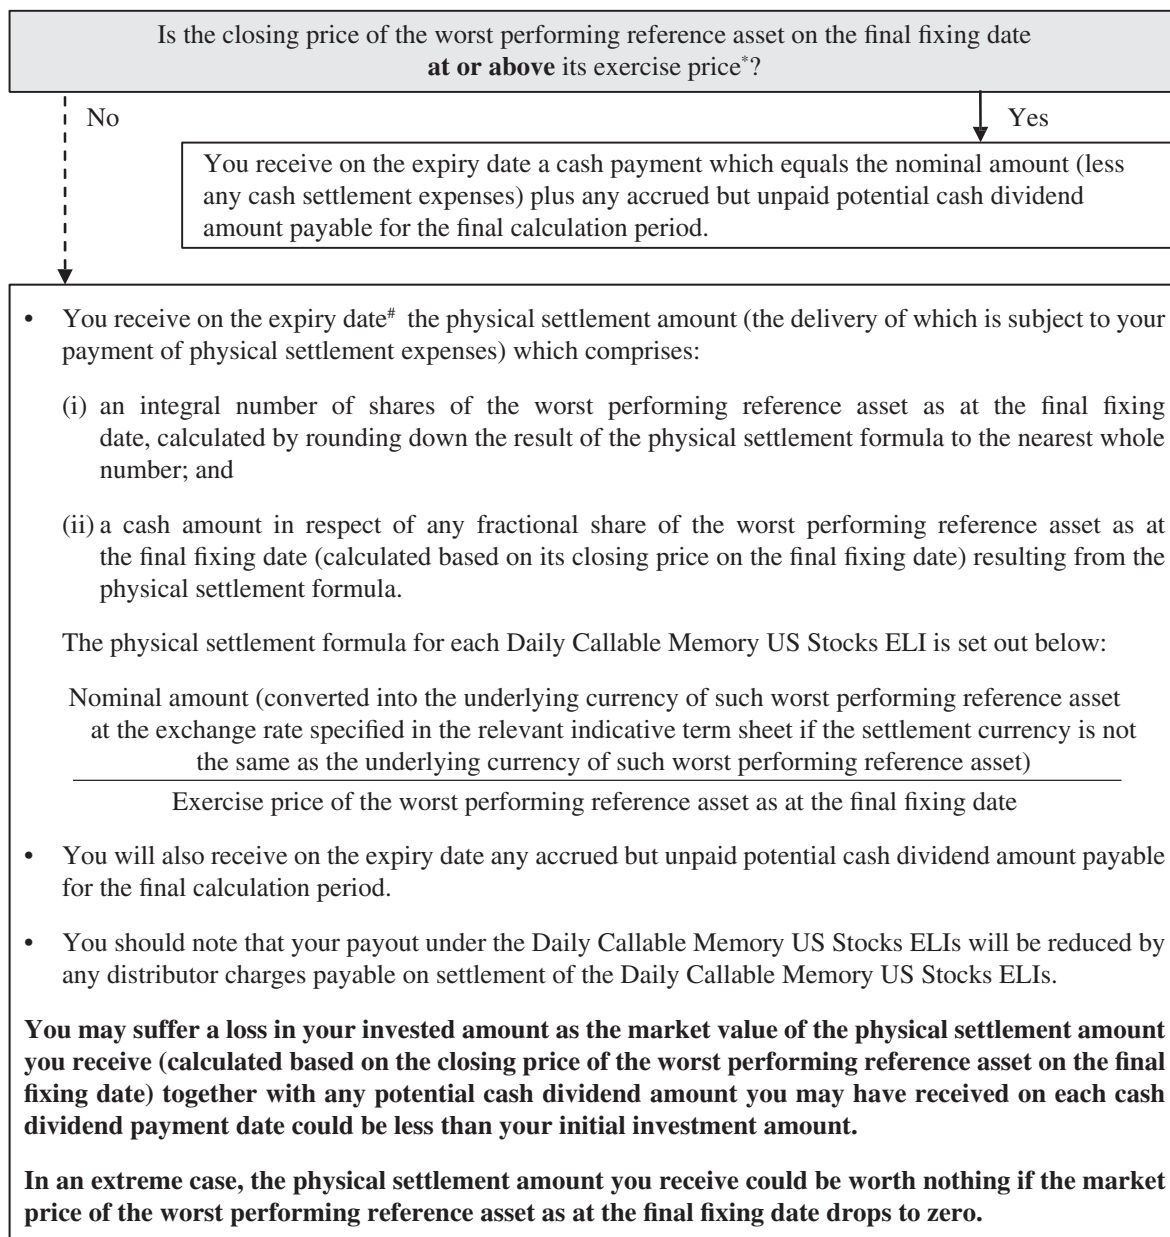 Is the closing price of the worst performing reference asset on the final fixing date
at or above its exercise price*?
No
Yes
You receive on the expiry date a cash payment which equals the nominal amount (less
any cash settlement expenses) plus any accrued but unpaid potential cash dividend
amount payable for the final calculation period.
• You receive on the expiry date# the physical settlement amount (the delivery of which is subject to your
payment of physical settlement expenses) which comprises:
(i) an integral number of shares of the worst performing reference asset as at the final fixing
date, calculated by rounding down the result of the physical settlement formula to the nearest whole
number; and
(ii) a cash amount in respect of any fractional share of the worst performing reference asset as at
the final fixing date (calculated based on its closing price on the final fixing date) resulting from the
physical settlement formula.
The physical settlement formula for each Daily Callable Memory US Stocks ELI is set out below:
Nominal amount (converted into the underlying currency of such worst performing reference asset
at the exchange rate specified in the relevant indicative term sheet if the settlement currency is not
the same as the underlying currency of such worst performing reference asset)
Exercise price of the worst performing reference asset as at the final fixing date
• You will also receive on the expiry date any accrued but unpaid potential cash dividend amount payable
for the final calculation period.
• You should note that your payout under the Daily Callable Memory US Stocks ELIs will be reduced by
any distributor charges payable on settlement of the Daily Callable Memory US Stocks ELIs.
You may suffer a loss in your invested amount as the market value of the physical settlement amount
you receive (calculated based on the closing price of the worst performing reference asset on the final
fixing date) together with any potential cash dividend amount you may have received on each cash
dividend payment date could be less than your initial investment amount.
In an extreme case, the physical settlement amount you receive could be worth nothing if the market
price of the worst performing reference asset as at the final fixing date drops to zero.